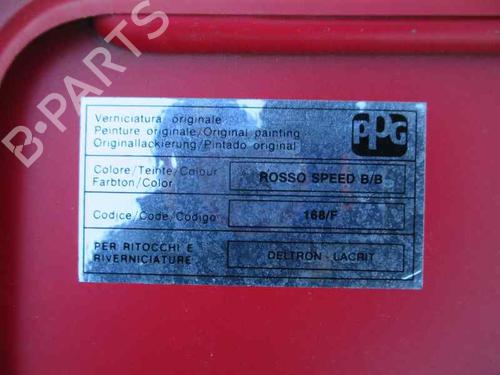 B-PARTS
Verniciatura originale
Peinture originale/Original painting
Originallackierung/Pintado original
PPG
Colore/Teinte/Colour
Farbton/Color
ROSSO SPEED B/B
Codice/Code/Codigo
168/F
PER RITOCCHI E
RIVERNICIATURE
DELTRON - LACRIT